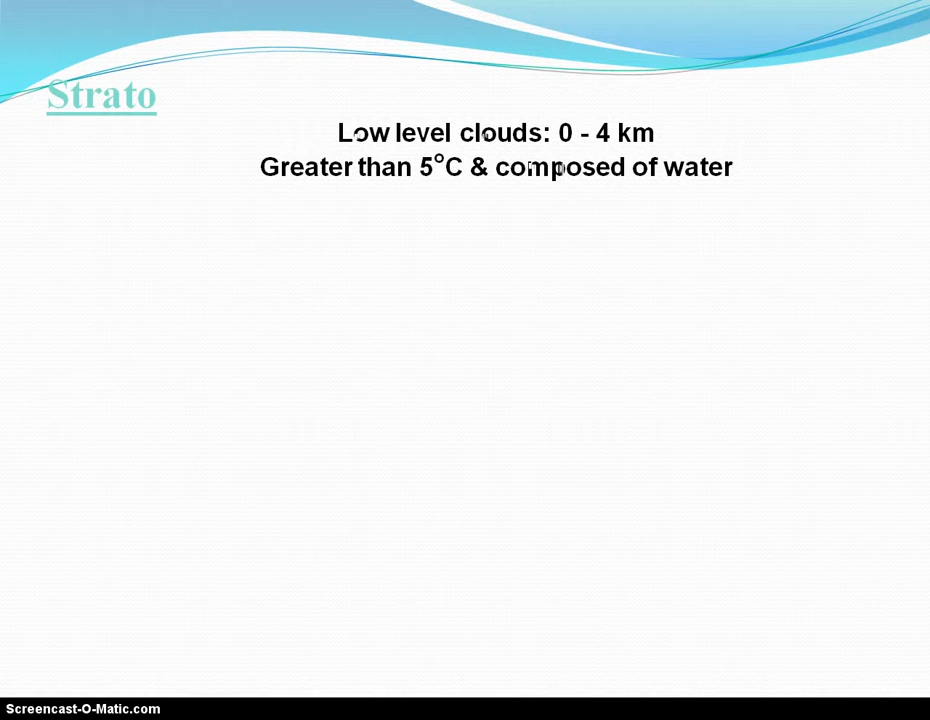 Strato
Low level clouds: 0 - 4 km
Greater than 5°C & composed of water
Screencast-O-Matic.com